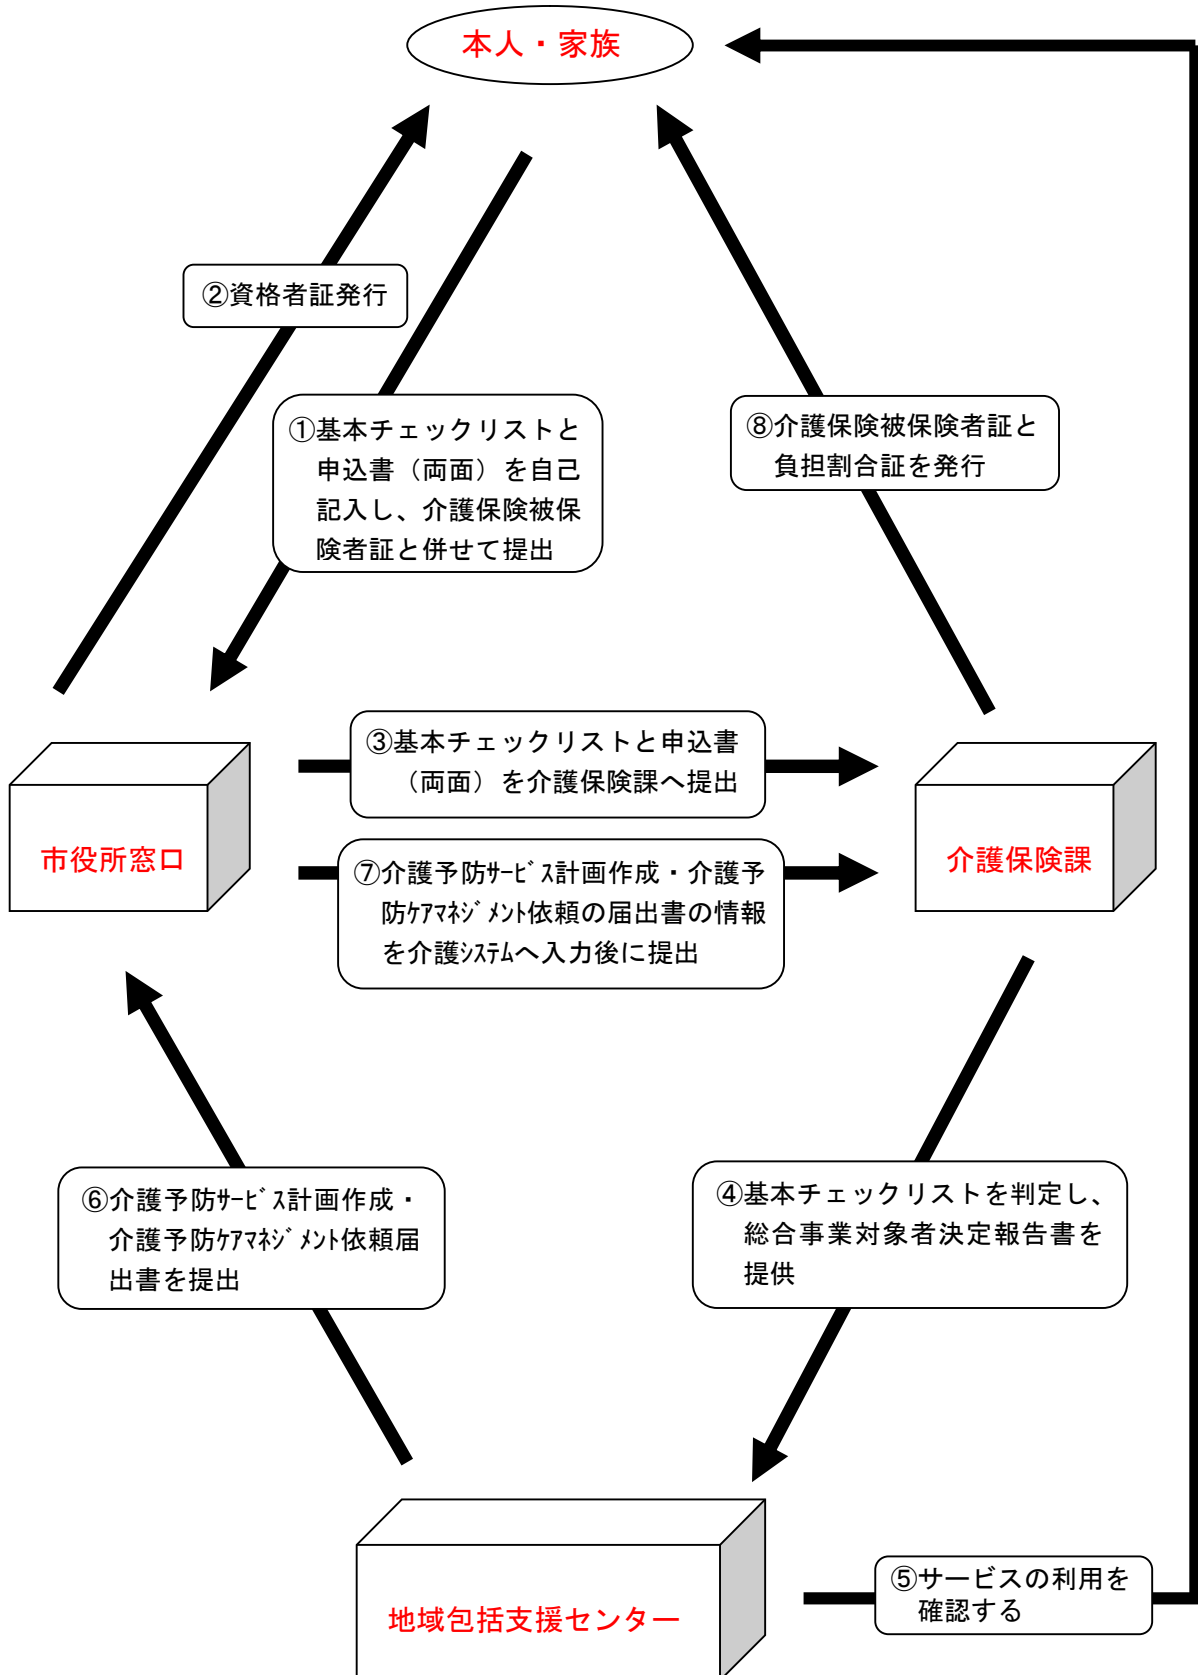 本人・家族
②資格者証発行
①基本チェックリストと
申込書（両面）を自己
記入し、介護保険被保
険者証と併せて提出
⑧介護保険被保険者証と
負担割合証を発行
③基本チェックリストと申込書
（両面）を介護保険課へ提出
市役所窓口
介護保険課
⑦介護予防ｻｰﾋﾞｽ計画作成・介護予
防ｹｱﾏﾈｼﾞﾒﾝﾄ依頼の届出書の情報
を介護ｼｽﾃﾑへ入力後に提出
⑥介護予防ｻｰﾋﾞｽ計画作成・
介護予防ｹｱﾏﾈｼﾞﾒﾝﾄ依頼届
出書を提出
④基本チェックリストを判定し、
総合事業対象者決定報告書を
提供
⑤サービスの利用を
確認する
地域包括支援センター